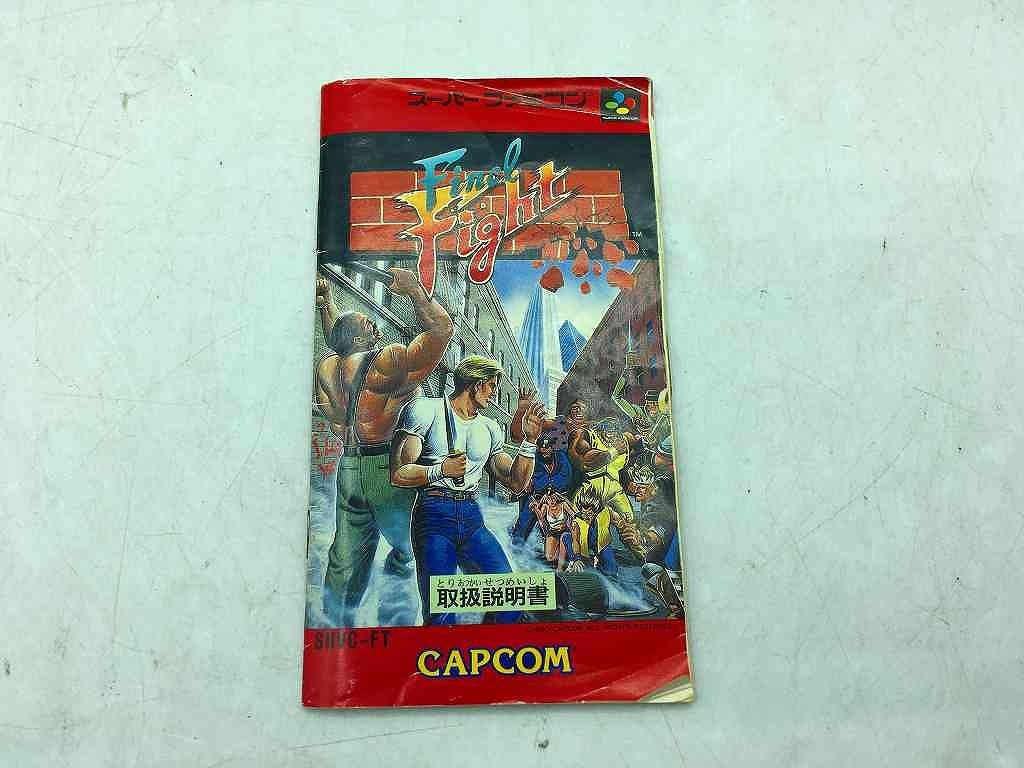 スーパーファミコン
Final
Fight
TM
とりあつかいせつめいしょ
取扱説明書
SHVC-FT
CAPCOM